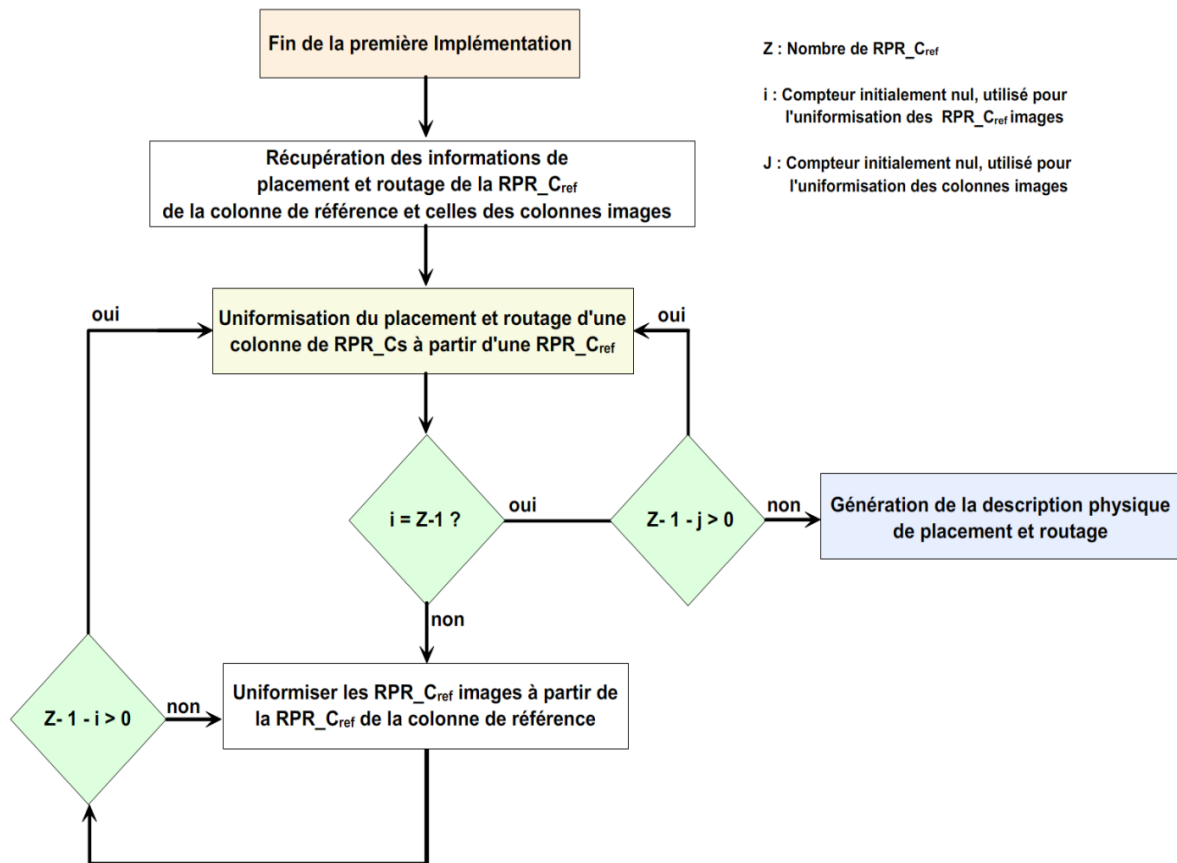 Fin de la première Implémentation
Z : Nombre de RPR_Cref
i : Compteur initialement nul, utilisé pour
l'uniformisation des RPR_Cref images
J : Compteur initialement nul, utilisé pour
l'uniformisation des colonnes images
Récupération des informations de
placement et routage de la RPR_Cref
de la colonne de référence et celles des colonnes images
oui
Uniformisation du placement et routage d'une
colonne de RPR_Cs à partir d'une RPR_Cref
oui
i = Z-1 ?
oui
Z- 1 - j > 0
non
Génération de la description physique
de placement et routage
non
Z- 1 - i > 0
non
Uniformiser les RPR_Cref images à partir de
la RPR_Cref de la colonne de référence